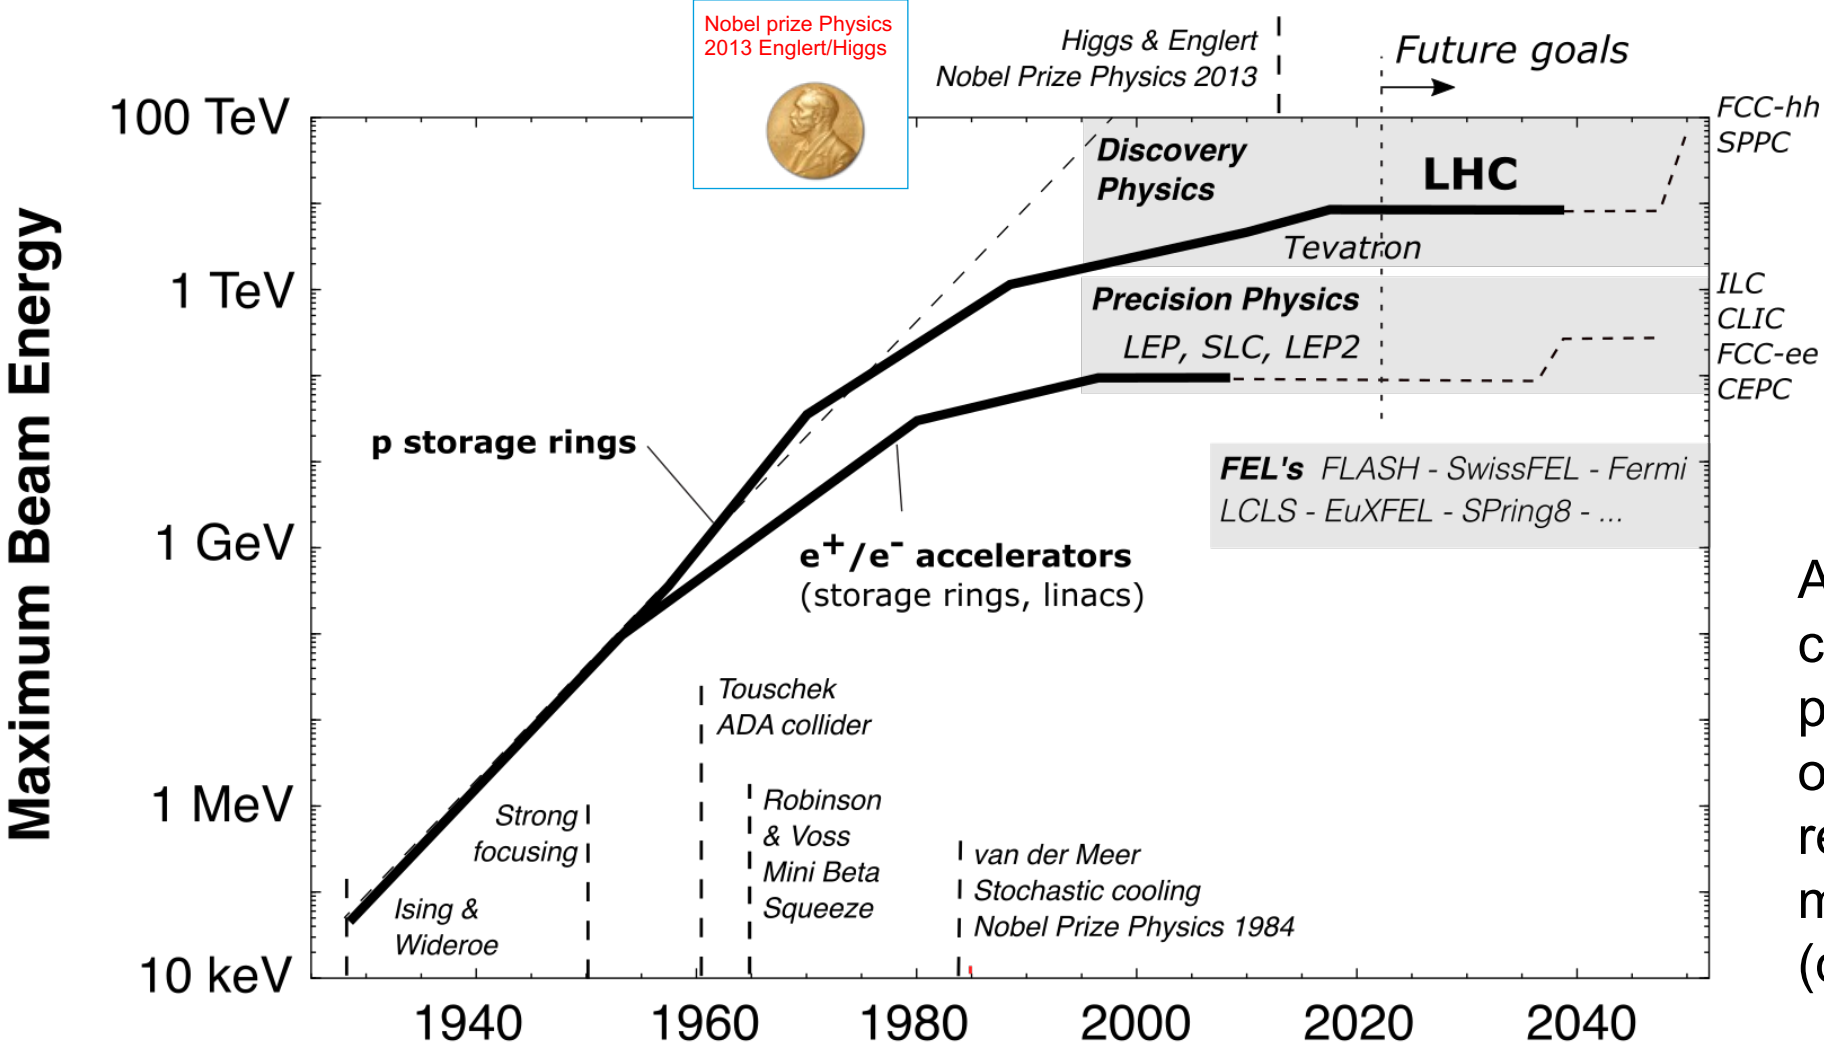 Nobel prize Physics
2013 Englert/Higgs
Higgs & Englert
Nobel Prize Physics 2013
Future goals
Maximum Beam Energy
100 TeV
1 TeV
1 GeV
1 MeV
10 keV
FCC-hh
SPPC
Discovery
Physics
LHC
Tevatron
ILC
CLIC
FCC-ee
CEPC
Precision Physics
LEP, SLC, LEP2
p storage rings
FEL's FLASH - SwissFEL - Fermi
LCLS - EuXFEL - SPring8 - ...
e+/e- accelerators
(storage rings, linacs)
Touschek
ADA collider
Strong
focusing
Robinson
& Voss
Mini Beta
Squeeze
van der Meer
Stochastic cooling
Nobel Prize Physics 1984
Ising &
Wideroe
1940 1960 1980 2000 2020 2040